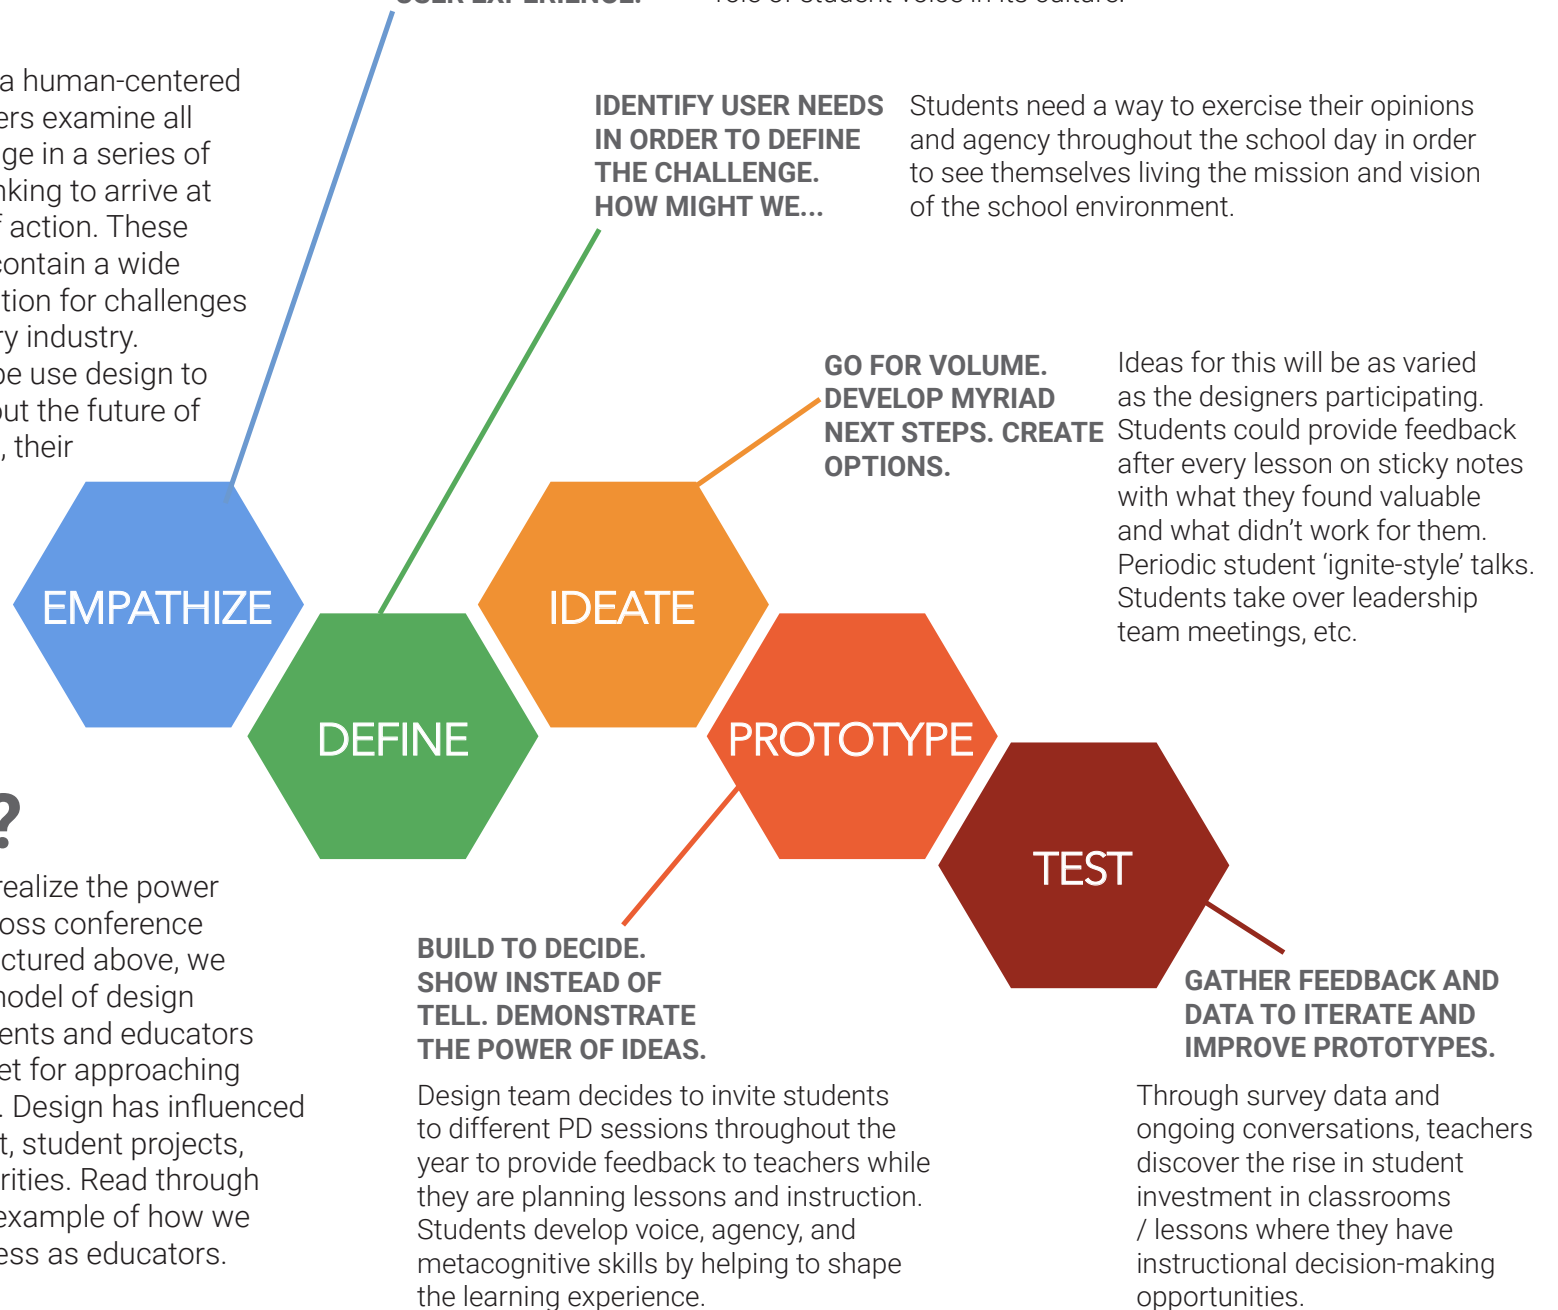 USER EXPERIENCE.
role of student voice in its culture.
a human-centered
ers examine all
ge in a series of
nking to arrive at
f action. These
contain a wide
tion for challenges
ry industry.
be use design to
out the future of
, their
IDENTIFY USER NEEDS
IN ORDER TO DEFINE
THE CHALLENGE.
HOW MIGHT WE...
Students need a way to exercise their opinions
and agency throughout the school day in order
to see themselves living the mission and vision
of the school environment.
GO FOR VOLUME.
DEVELOP MYRIAD
NEXT STEPS. CREATE
OPTIONS.
Ideas for this will be as varied
as the designers participating.
Students could provide feedback
after every lesson on sticky notes
with what they found valuable
and what didn’t work for them.
Periodic student ‘ignite-style’ talks.
Students take over leadership
team meetings, etc.
EMPATHIZE
DEFINE
IDEATE
PROTOTYPE
TEST
?
realize the power
oss conference
ctured above, we
model of design
ents and educators
et for approaching
. Design has influenced
t, student projects,
rities. Read through
example of how we
ess as educators.
BUILD TO DECIDE.
SHOW INSTEAD OF
TELL. DEMONSTRATE
THE POWER OF IDEAS.
Design team decides to invite students
to different PD sessions throughout the
year to provide feedback to teachers while
they are planning lessons and instruction.
Students develop voice, agency, and
metacognitive skills by helping to shape
the learning experience.
GATHER FEEDBACK AND
DATA TO ITERATE AND
IMPROVE PROTOTYPES.
Through survey data and
ongoing conversations, teachers
discover the rise in student
investment in classrooms
/ lessons where they have
instructional decision-making
opportunities.